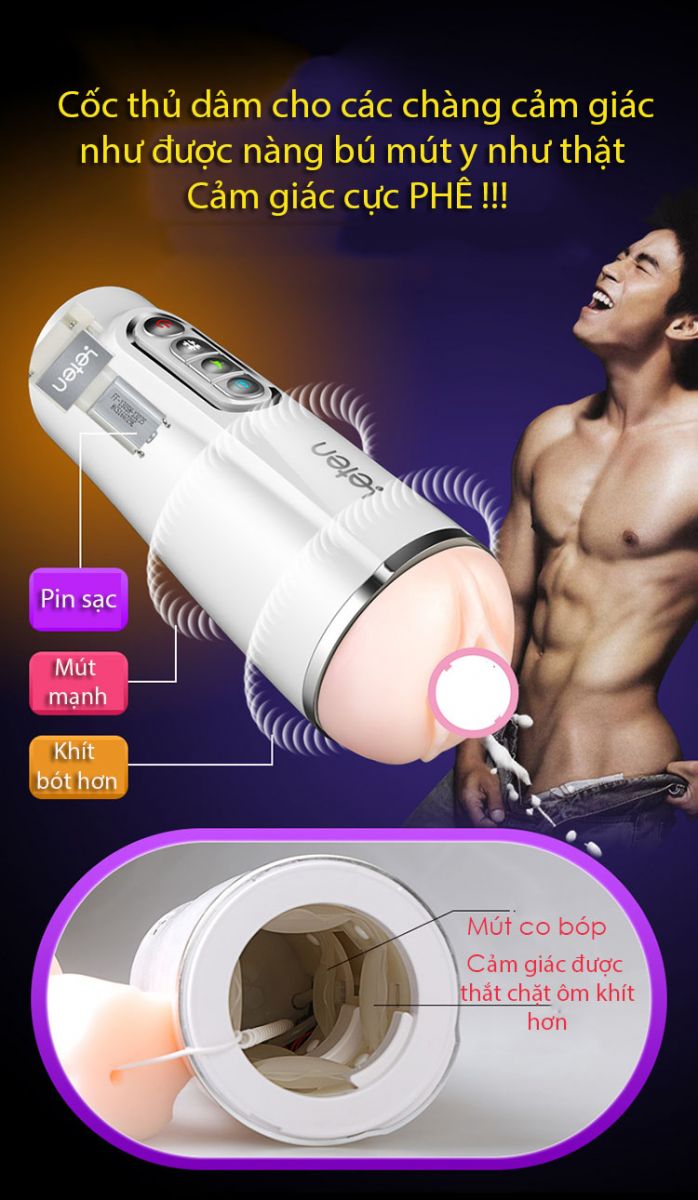 Cốc thủ dâm cho các chàng cảm giác
như được nàng bú mút y như thật
Cảm giác cực PHÊ !!!
leten
leten
Pin sạc
Mút
mạnh
Khít
bót hơn
Mút co bóp
Cảm giác được
thắt chặt ôm khít
hơn